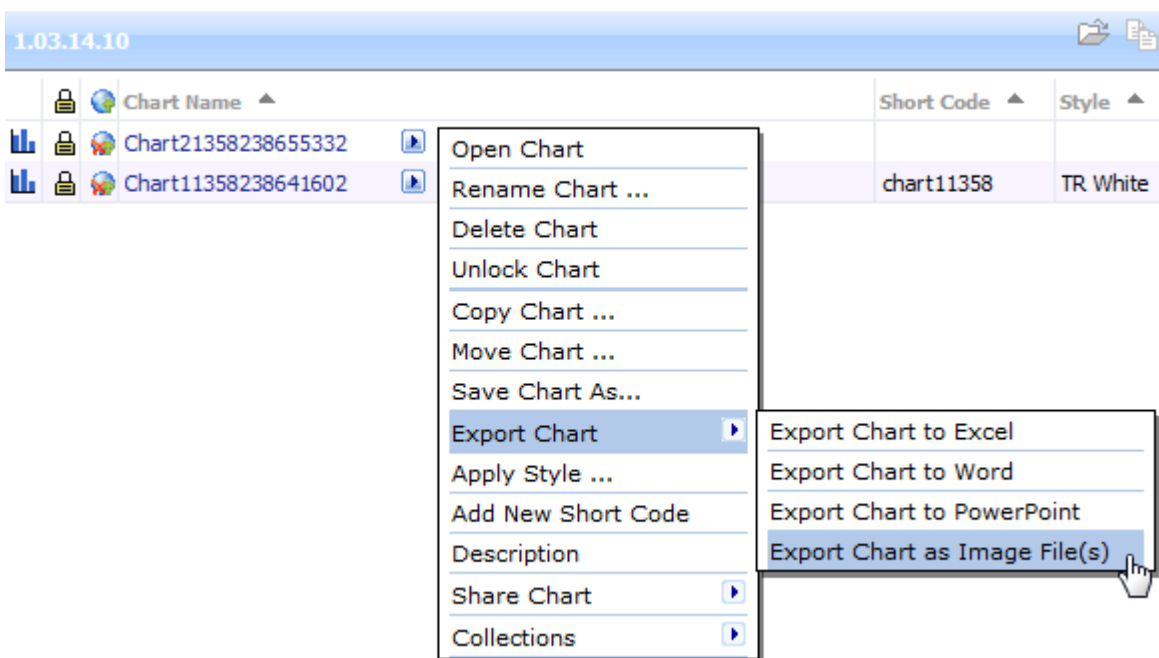 1.03.14.10
Chart Name Short Code Style
Chart21358238655332
Chart11358238641602 chart11358 TR White
Open Chart
Rename Chart ...
Delete Chart
Unlock Chart
Copy Chart ...
Move Chart ...
Save Chart As...
Export Chart
Apply Style ...
Add New Short Code
Description
Share Chart
Collections
Export Chart to Excel
Export Chart to Word
Export Chart to PowerPoint
Export Chart as Image File(s)